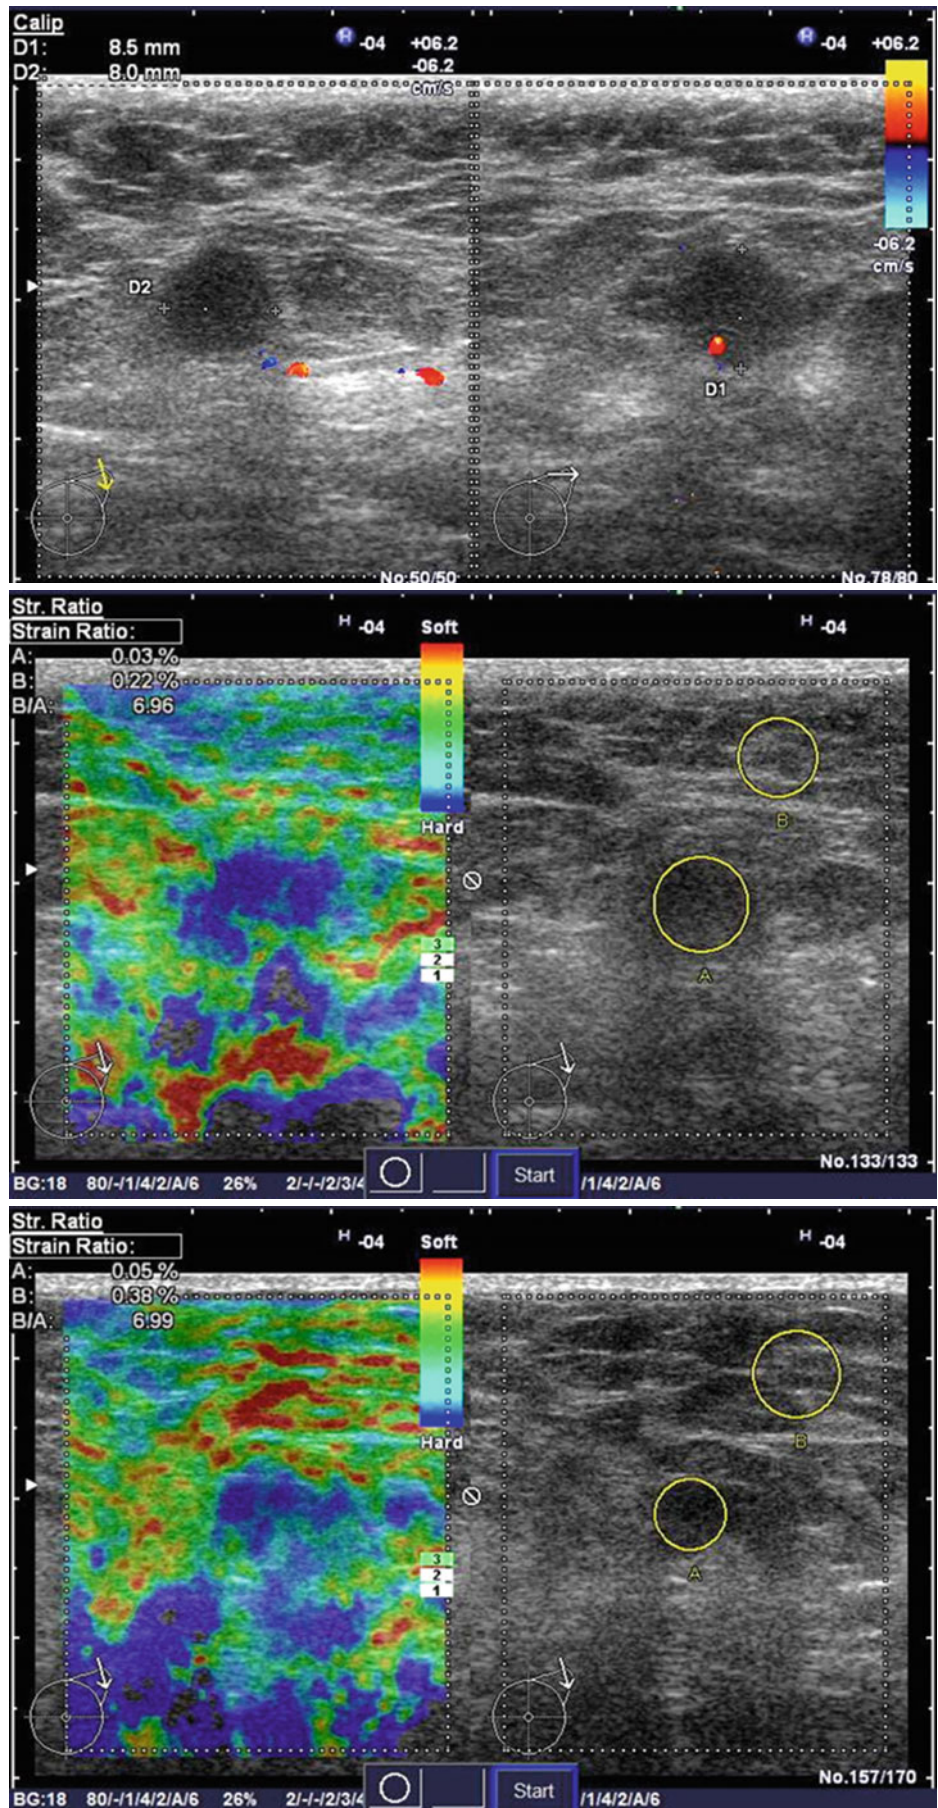 Calip
D1: 8.5 mm
D2: 8.0 mm
H -04 +06.2
-06.2
cm/s
H -04 +06.2
-06.2
cm/s
D2
D1
No.50/50
No.78/80
Str. Ratio
Strain Ratio:
A: 0.03 %
B: 0.22 %
B/A: 6.96
H -04
Soft
Hard
H -04
B
A
3
2
1
No.133/133
BG:18 80/-/1/4/2/A/6 26% 2/-/-/2/3/4 Start /1/4/2/A/6
Str. Ratio
Strain Ratio:
A: 0.05 %
B: 0.38 %
B/A: 6.99
H -04
Soft
Hard
H -04
B
A
3
2
1
No.157/170
BG:18 80/-/1/4/2/A/6 26% 2/-/-/2/3/4 Start /1/4/2/A/6